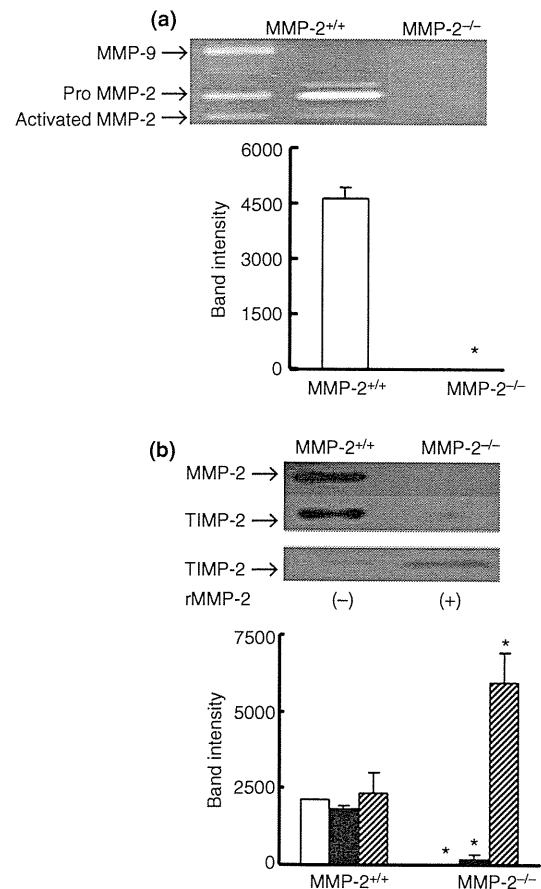 (a)
MMP-2+/+ MMP-2−/−
MMP-9 →
Pro MMP-2 →
Activated MMP-2 →
6000
4500
3000
1500
0
Band intensity
*
MMP-2+/+ MMP-2−/−
(b)
MMP-2+/+ MMP-2−/−
MMP-2 →
TIMP-2 →
TIMP-2 →
rMMP-2 (−) (+)
7500
5000
2500
0
Band intensity
* * *
MMP-2+/+ MMP-2−/−